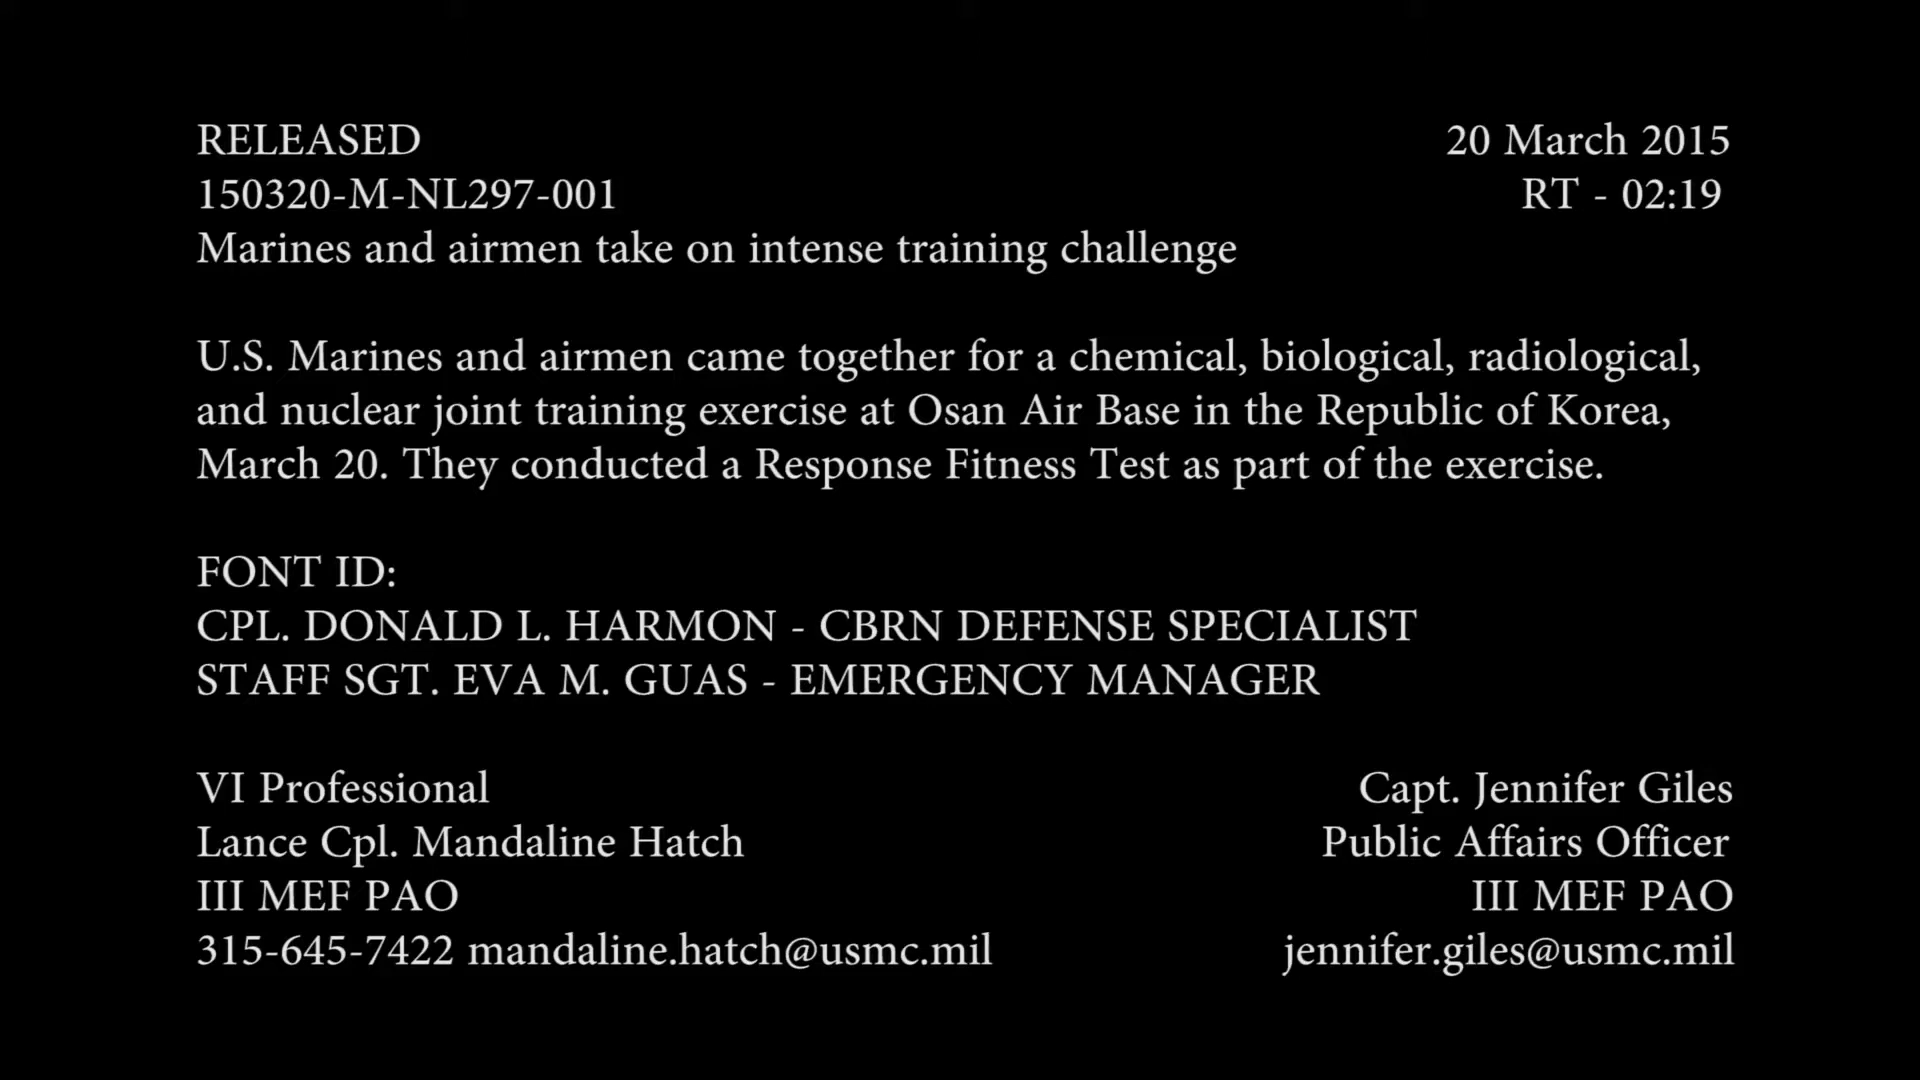 RELEASED 20 March 2015
150320-M-NL297-001 RT - 02:19
Marines and airmen take on intense training challenge
U.S. Marines and airmen came together for a chemical, biological, radiological,
and nuclear joint training exercise at Osan Air Base in the Republic of Korea,
March 20. They conducted a Response Fitness Test as part of the exercise.
FONT ID:
CPL. DONALD L. HARMON - CBRN DEFENSE SPECIALIST
STAFF SGT. EVA M. GUAS - EMERGENCY MANAGER
VI Professional Capt. Jennifer Giles
Lance Cpl. Mandaline Hatch Public Affairs Officer
III MEF PAO III MEF PAO
315-645-7422 mandaline.hatch@usmc.mil jennifer.giles@usmc.mil